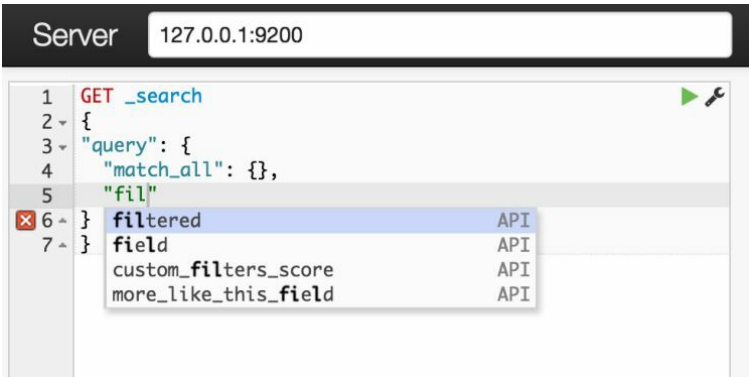 Server 127.0.0.1:9200
1 GET _search
2 {
3 "query": {
4 "match_all": {},
5 "fil"
6 }
7 }
filtered API
field API
custom_filters_score API
more_like_this_field API